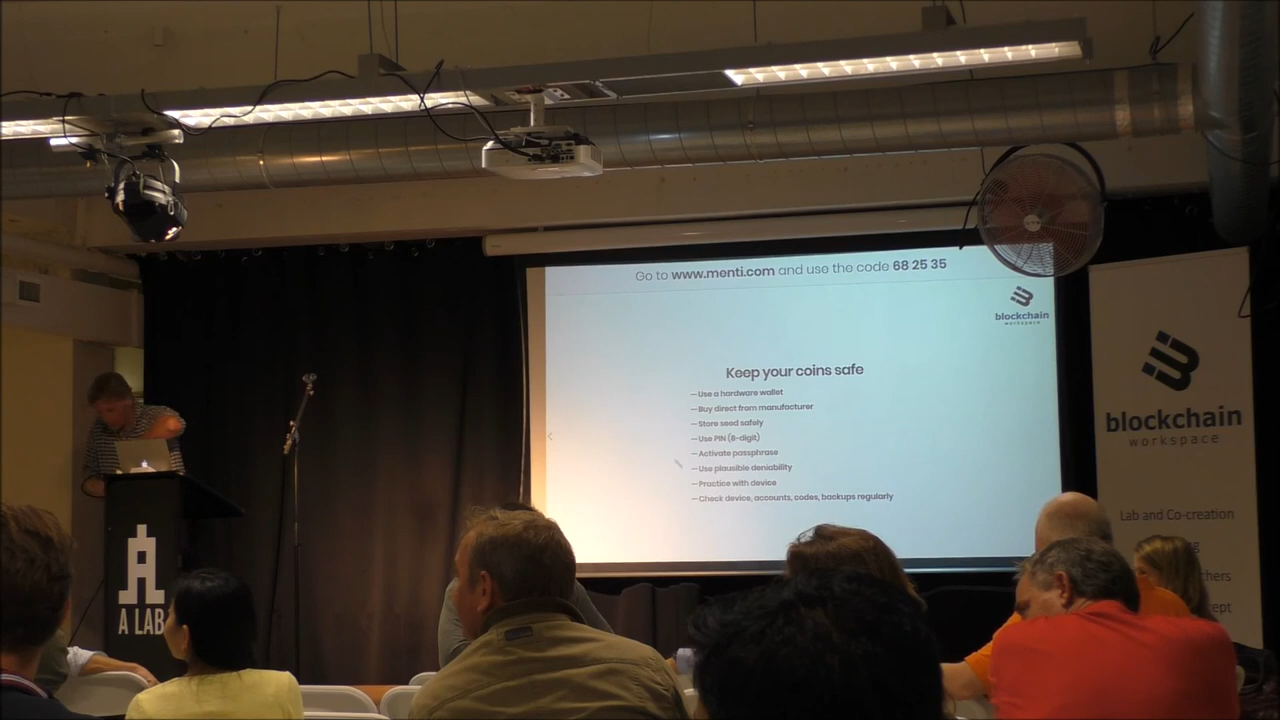 Go to www.menti.com and use the code 68 25 35
blockchain
workspace
Keep your coins safe
—Use a hardware wallet
—Buy direct from manufacturer
—Store seed safely
—Use PIN (8-digit)
—Activate passphrase
—Use plausible deniability
—Practice with device
—Check device, accounts, codes, backups regularly
blockchain
workspace
Lab and Co-creation
A LAB